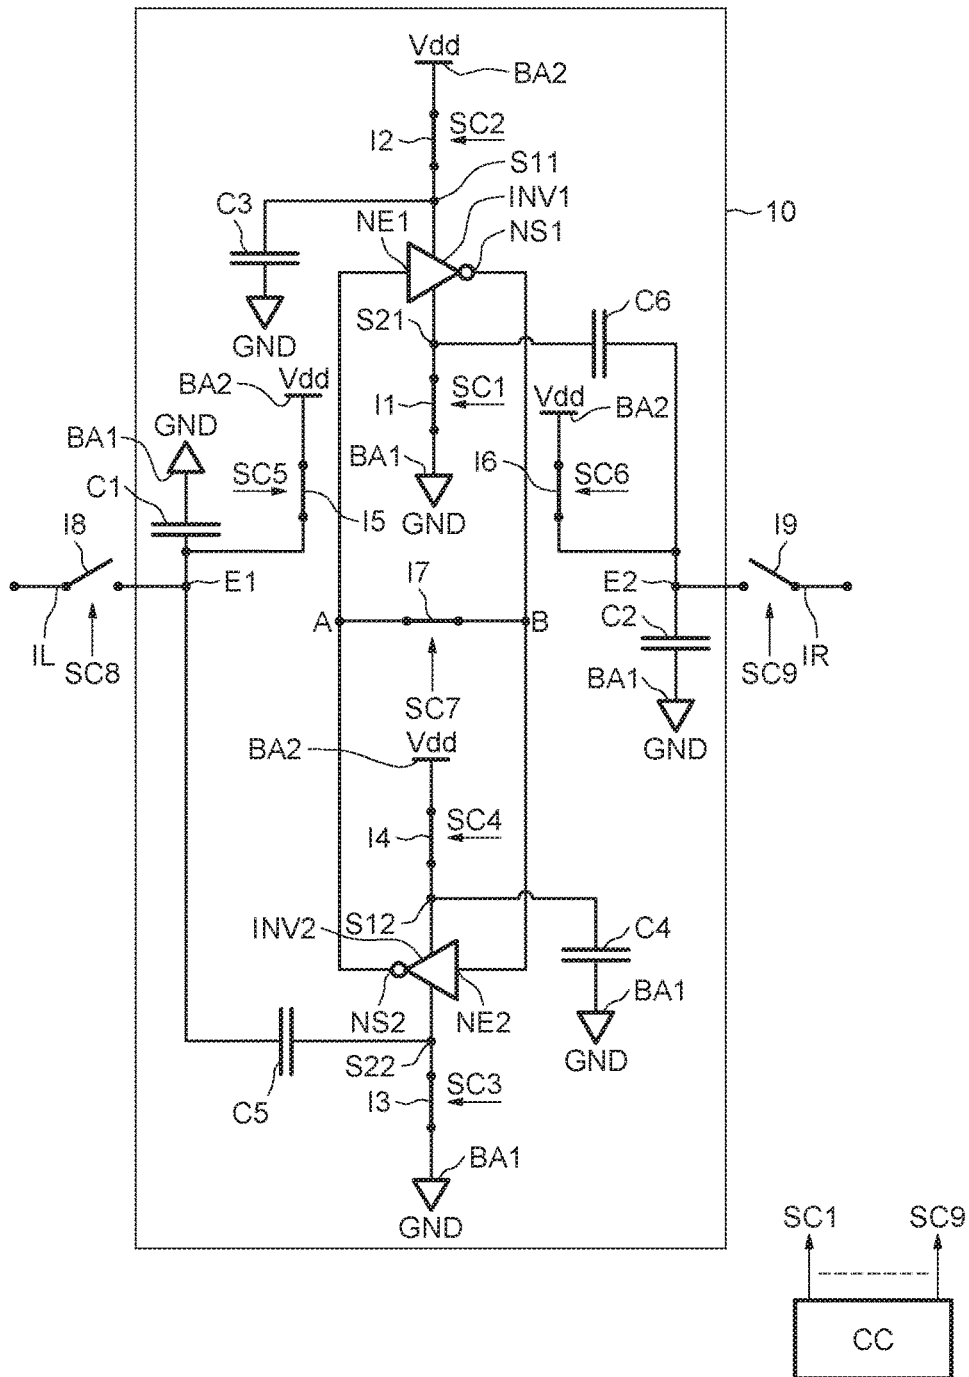 Vdd
BA2
I2
SC2
S11
INV1
NS1
NE1
C3
10
GND
S21
C6
BA2
Vdd
I1
SC1
Vdd
BA2
GND
BA1
C1
SC5
I5
BA1
GND
I6
SC6
I8
I9
E1
E2
IL
SC8
A
I7
B
C2
SC9
IR
SC7
BA1
GND
BA2
Vdd
I4
SC4
S12
INV2
C4
NS2
NE2
BA1
GND
S22
C5
I3
SC3
BA1
GND
SC1
SC9
CC